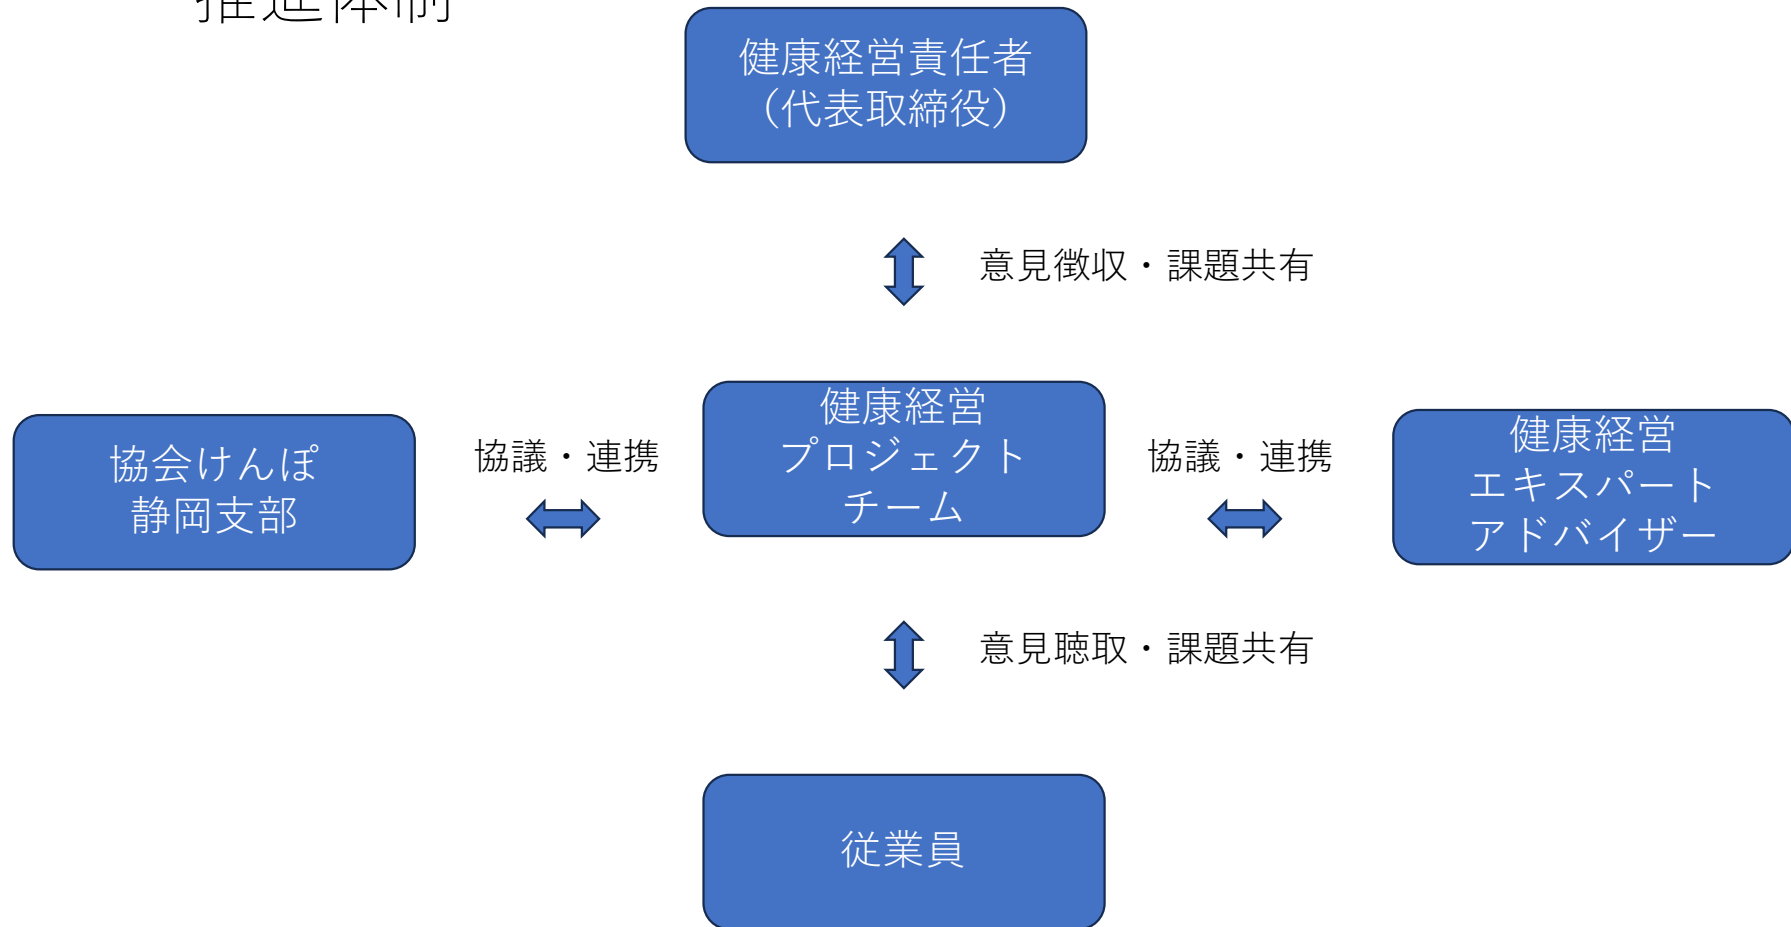 推進体制
健康経営責任者
（代表取締役）
意見徴収・課題共有
健康経営
プロジェクト
チーム
協会けんぽ
静岡支部
協議・連携
協議・連携
健康経営
エキスパート
アドバイザー
意見聴取・課題共有
従業員